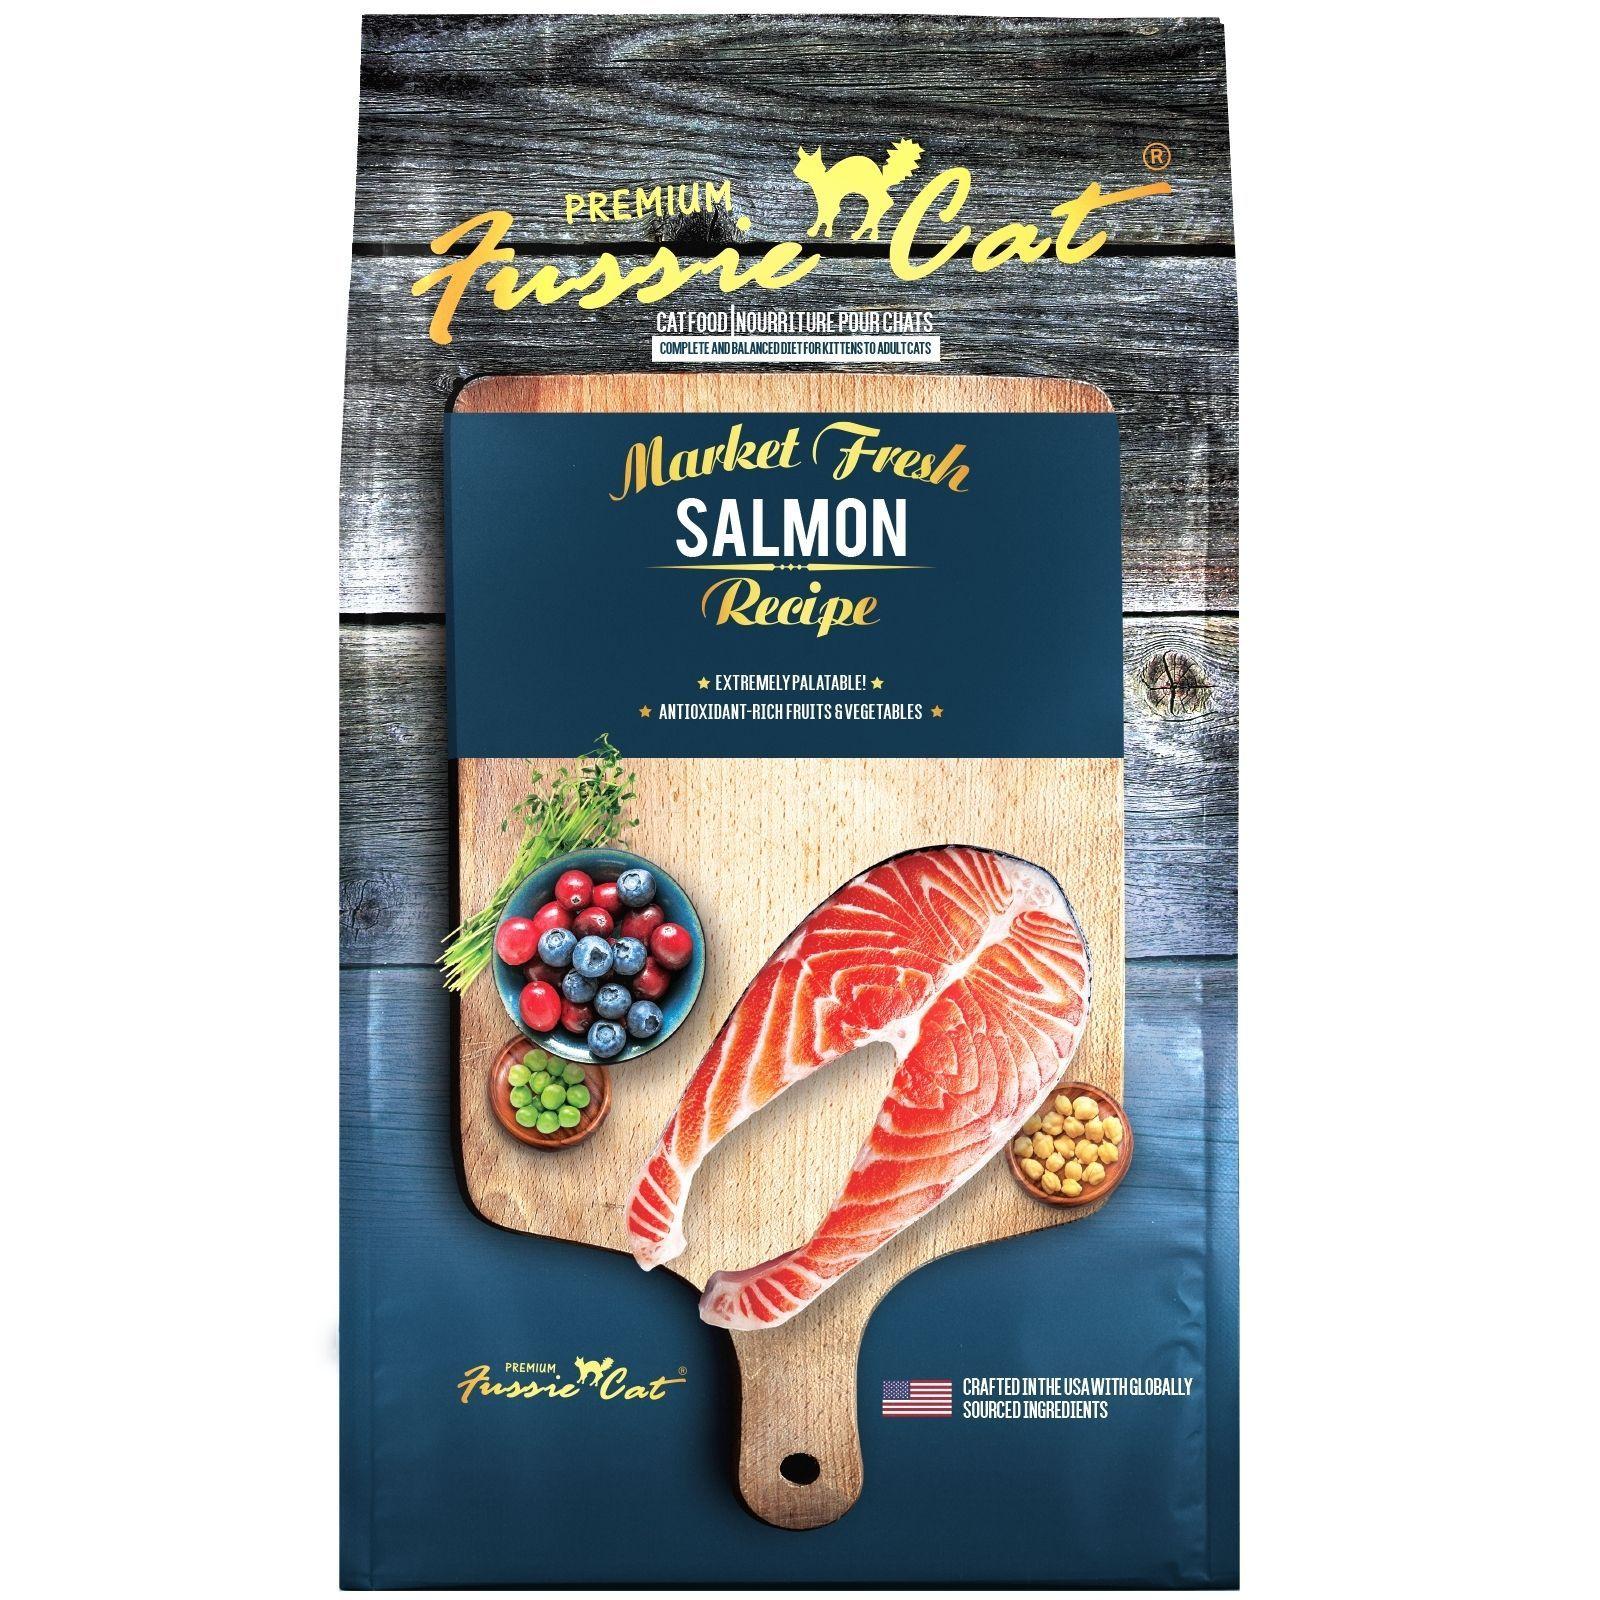 PREMIUM
Fussie Cat®
CAT FOOD | NOURRITURE POUR CHATS
COMPLETE AND BALANCED DIET FOR KITTENS TO ADULT CATS
Market Fresh
SALMON
Recipe
★ EXTREMELY PALATABLE! ★
★ ANTIOXIDANT-RICH FRUITS & VEGETABLES ★
PREMIUM
Fussie Cat®
CRAFTED IN THE USA WITH GLOBALLY
SOURCED INGREDIENTS